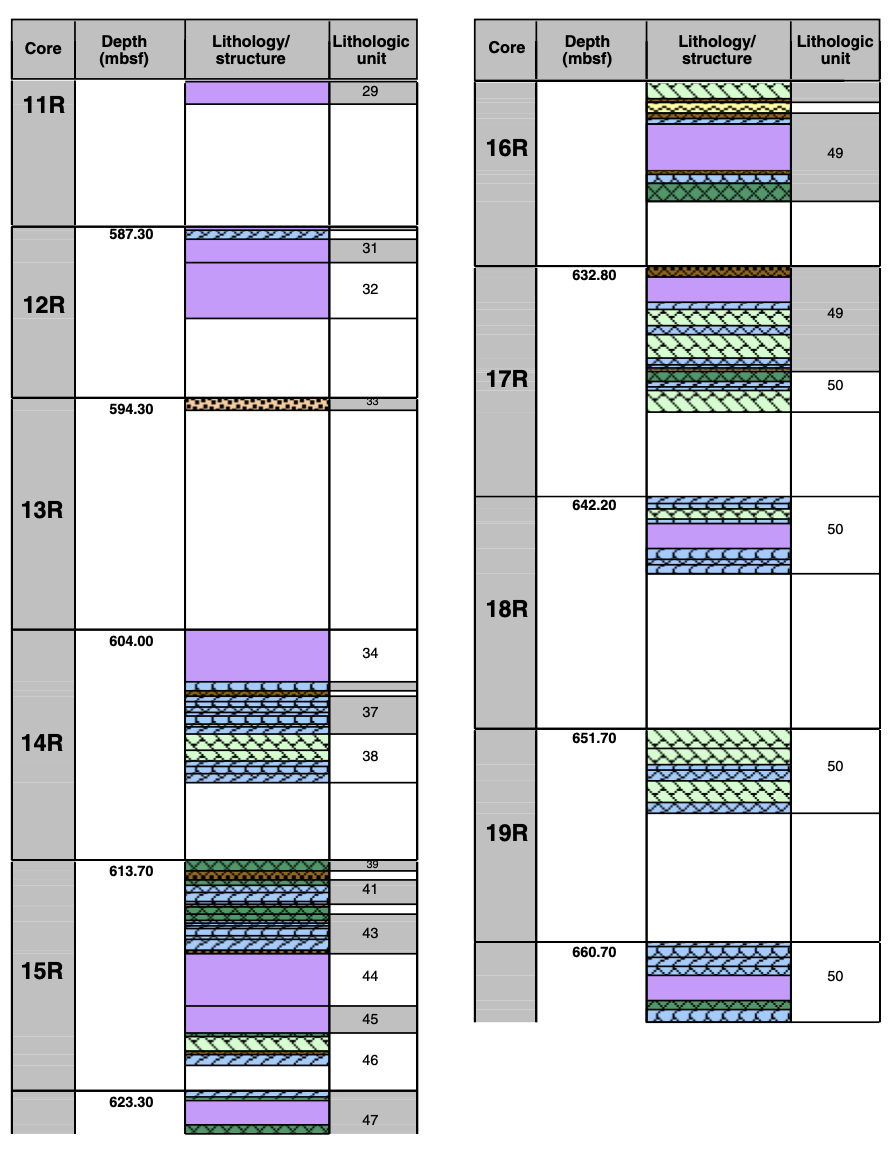 Core Depth (mbsf) Lithology/ structure Lithologic unit
11R 29
587.30
31
12R 32
594.30 33
13R
604.00 34
37
14R 38
613.70 39
41
43
15R 44
45
46
623.30 47
Core Depth (mbsf) Lithology/ structure Lithologic unit
16R 49
632.80
49
17R 50
642.20
50
18R
651.70
50
19R
660.70
50